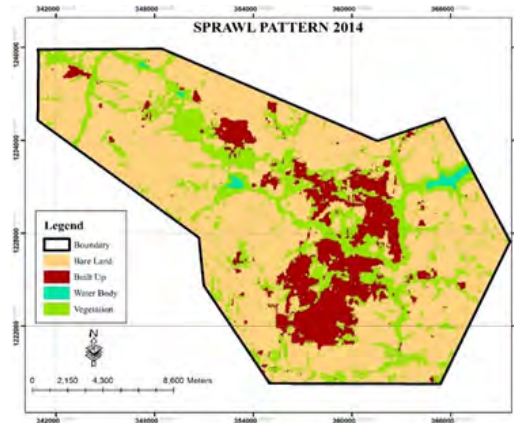 342000 348000 354000 360000 366000
SPRAWL PATTERN 2014
1240000
1234000
1228000
1222000
Legend
Boundary
Bare Land
Built Up
Water Body
Vegetation
N
0 2,150 4,300 8,600 Meters
342000 348000 354000 360000 366000